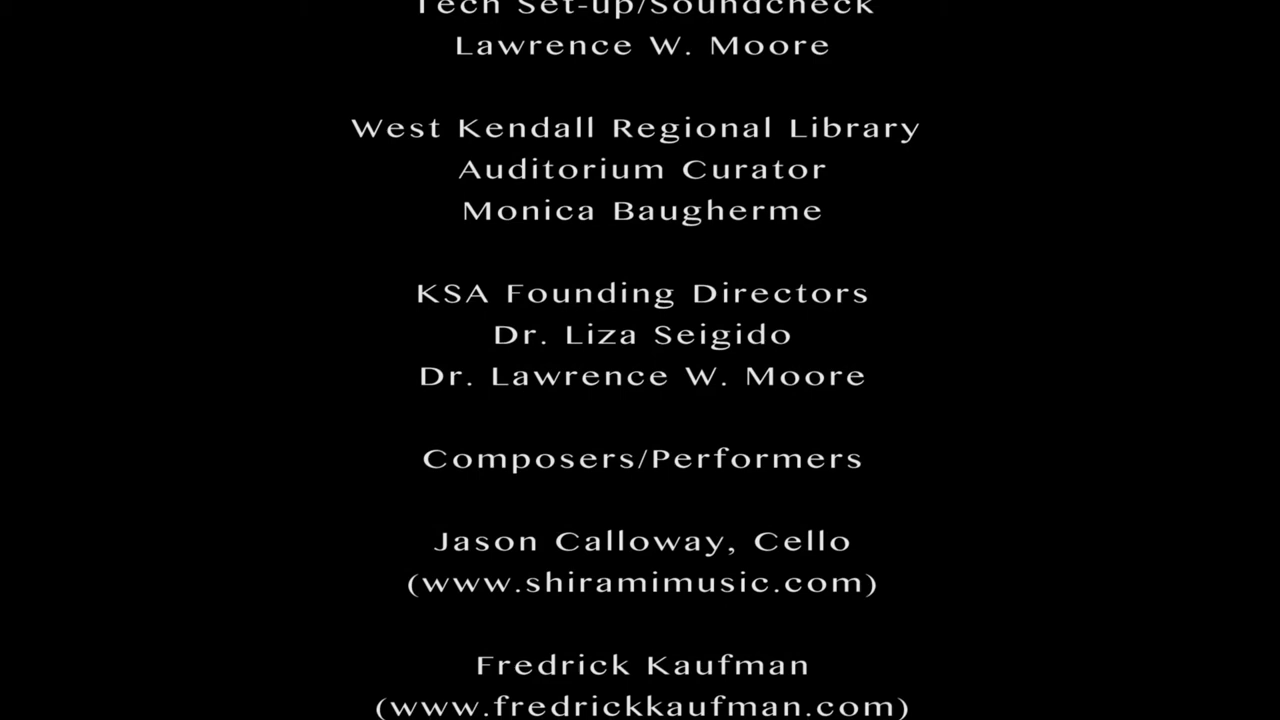 Tech Set-up/Soundcheck
Lawrence W. Moore
West Kendall Regional Library
Auditorium Curator
Monica Baugherme
KSA Founding Directors
Dr. Liza Seigido
Dr. Lawrence W. Moore
Composers/Performers
Jason Calloway, Cello
(www.shiramimusic.com)
Fredrick Kaufman
(www.fredrickkaufman.com)